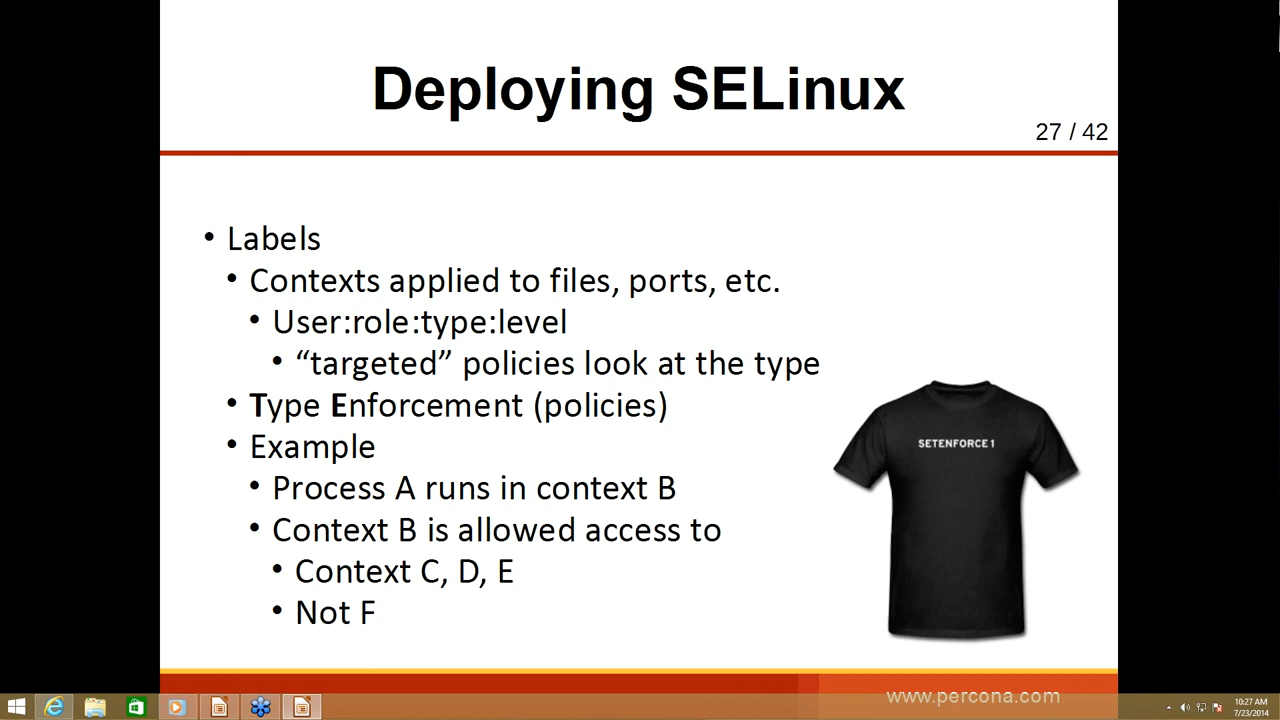 Deploying SELinux
27 / 42
• Labels
• Contexts applied to files, ports, etc.
• User:role:type:level
• “targeted” policies look at the type
• Type Enforcement (policies)
• Example
• Process A runs in context B
• Context B is allowed access to
• Context C, D, E
• Not F
SETENFORCE 1
www.percona.com
10:27 AM
7/23/2014